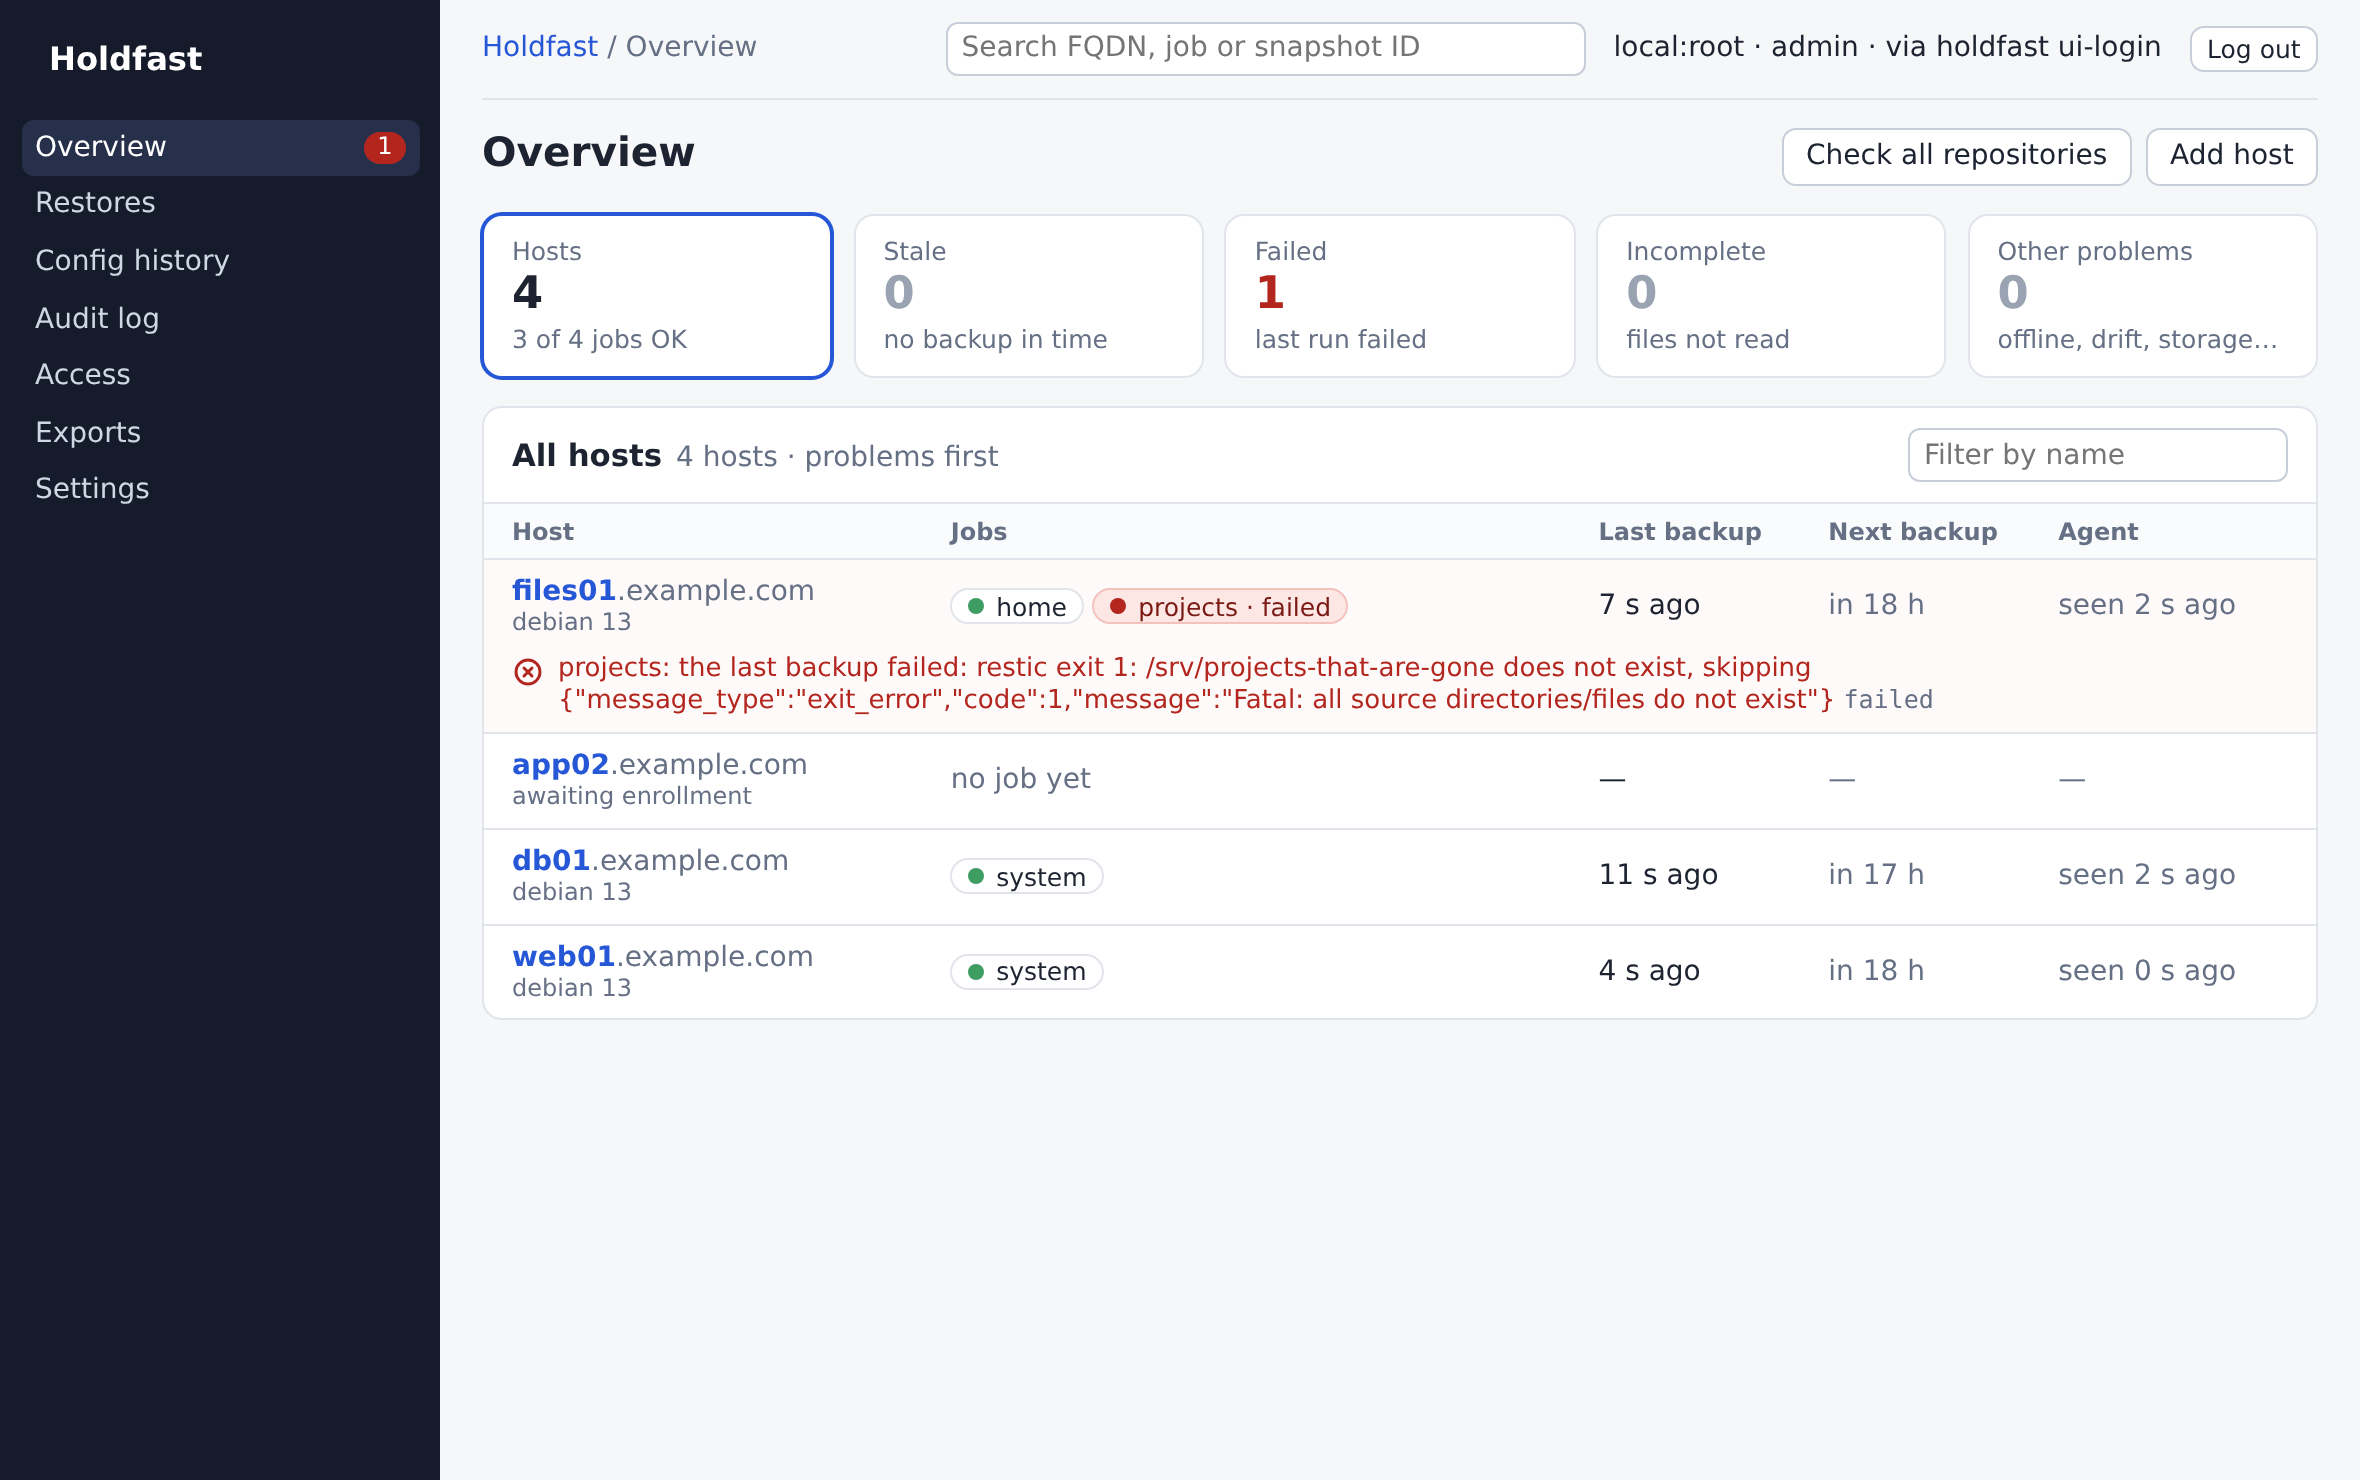 Holdfast
Overview 1
Restores
Config history
Audit log
Access
Exports
Settings
Holdfast / Overview
Search FQDN, job or snapshot ID
local:root · admin · via holdfast ui-login
Log out
Overview
Check all repositories
Add host
Hosts
4
3 of 4 jobs OK
Stale
0
no backup in time
Failed
1
last run failed
Incomplete
0
files not read
Other problems
0
offline, drift, storage…
All hosts 4 hosts · problems first
Filter by name
Host Jobs Last backup Next backup Agent
files01.example.com
debian 13
home projects · failed 7 s ago in 18 h seen 2 s ago
projects: the last backup failed: restic exit 1: /srv/projects-that-are-gone does not exist, skipping
{"message_type":"exit_error","code":1,"message":"Fatal: all source directories/files do not exist"} failed
app02.example.com
awaiting enrollment
no job yet — — —
db01.example.com
debian 13
system 11 s ago in 17 h seen 2 s ago
web01.example.com
debian 13
system 4 s ago in 18 h seen 0 s ago